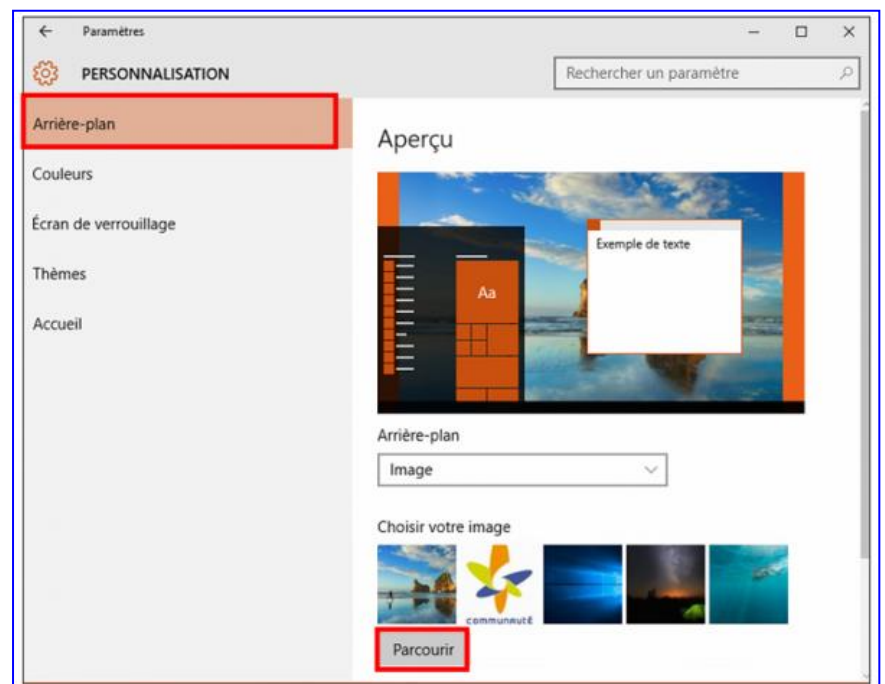 Paramètres
PERSONNALISATION
Rechercher un paramètre
Arrière-plan
Couleurs
Écran de verrouillage
Thèmes
Accueil
Aperçu
Exemple de texte
Aa
Arrière-plan
Image
Choisir votre image
communauté
Parcourir